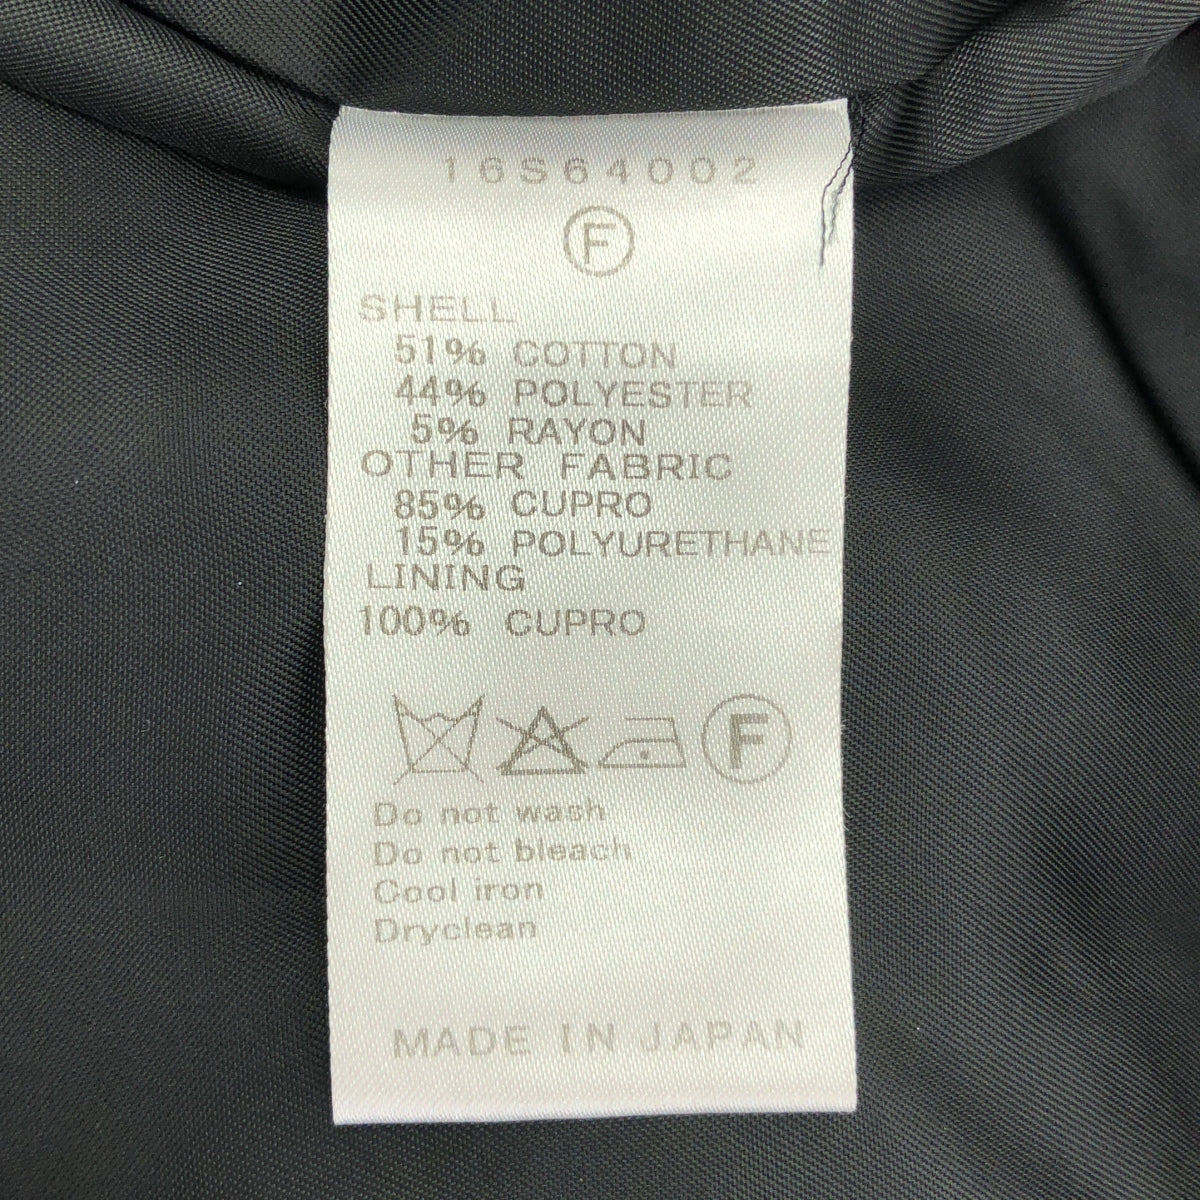 16S64002
F
SHELL
51% COTTON
44% POLYESTER
5% RAYON
OTHER FABRIC
85% CUPRO
15% POLYURETHANE
LINING
100% CUPRO
F
Do not wash
Do not bleach
Cool iron
Dryclean
MADE IN JAPAN